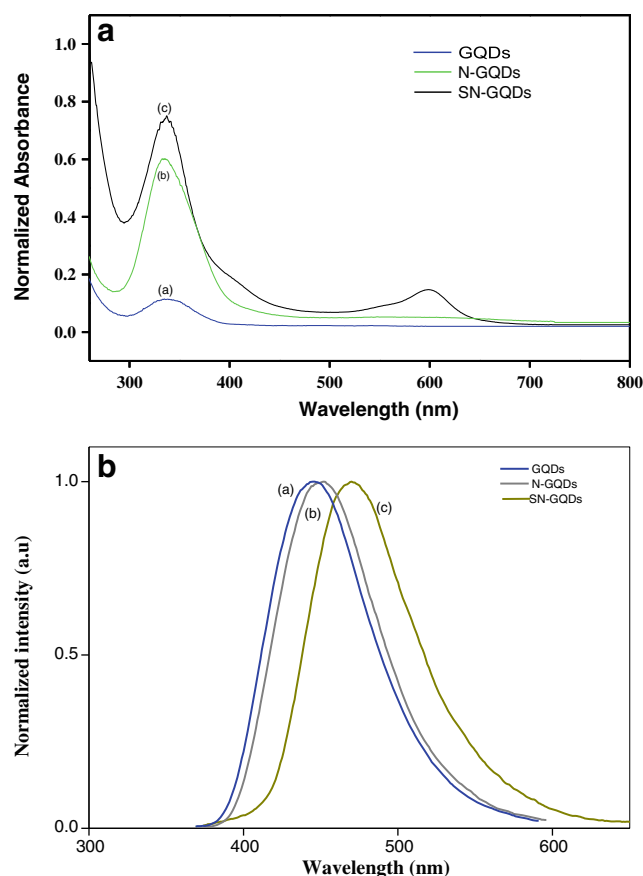 a
GQDs
N-GQDs
SN-GQDs
(c)
(b)
(a)
1.0
0.8
0.6
0.4
0.2
0.0
Normalized Absorbance
300 400 500 600 700 800
Wavelength (nm)
b
GQDs
N-GQDs
SN-GQDs
(a)
(b)
(c)
1.0
0.5
0.0
Normalized intensity (a.u)
300 400 500 600
Wavelength (nm)